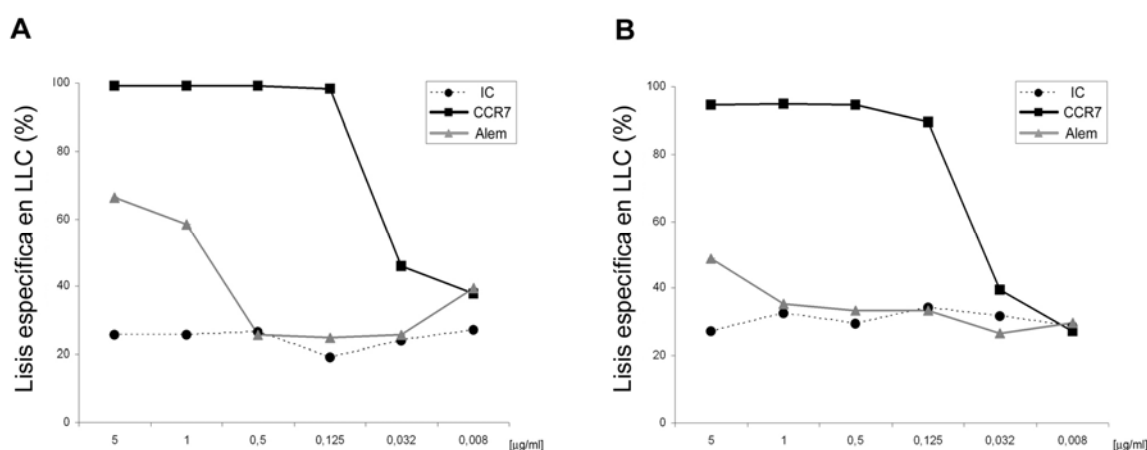 A
Lisis específica en LLC (%)
100
80
60
40
20
0
IC
CCR7
Alem
5 1 0,5 0,125 0,032 0,008 [µg/ml]
B
Lisis específica en LLC (%)
100
80
60
40
20
0
IC
CCR7
Alem
5 1 0,5 0,125 0,032 0,008 [µg/ml]